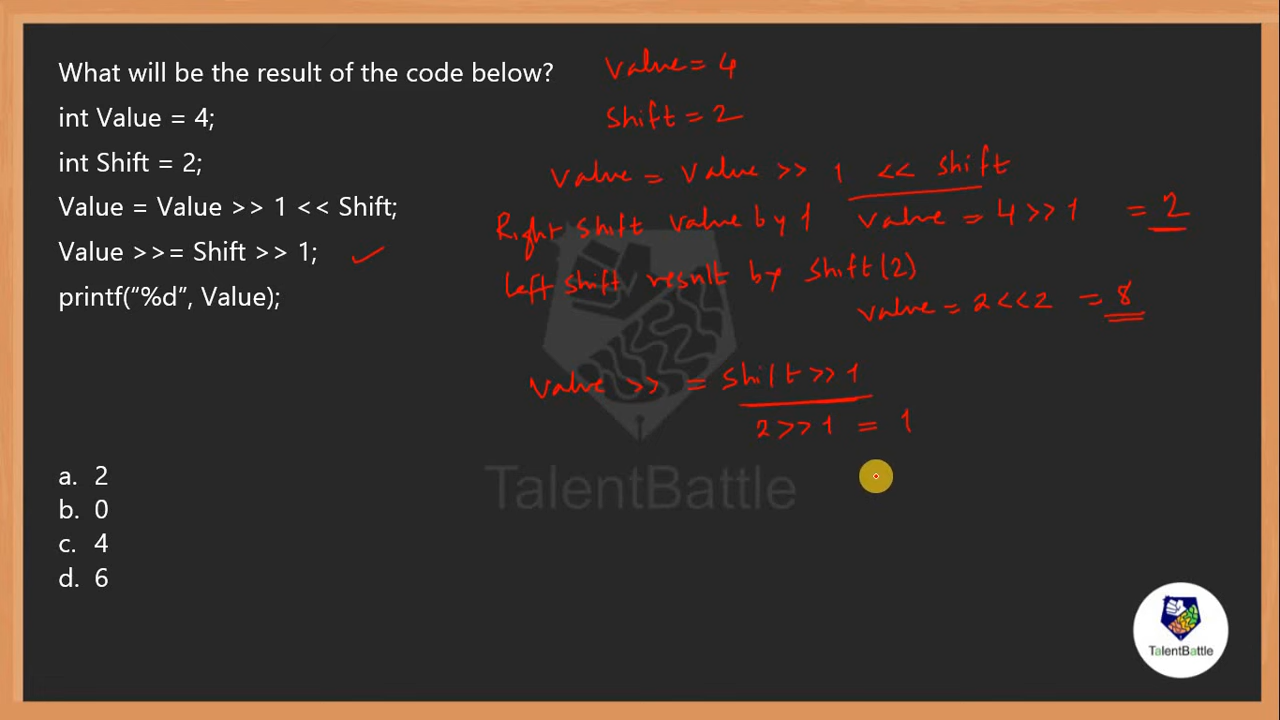 What will be the result of the code below?
int Value = 4;
int Shift = 2;
Value = Value >> 1 << Shift;
Value >>= Shift >> 1;
printf(“%d”, Value);
a. 2
b. 0
c. 4
d. 6
Value = 4
Shift = 2
Value = Value >> 1 << Shift
Right shift value by 1 value = 4 >> 1 = 2
Left shift result by shift(2)
value = 2 << 2 = 8
Value >> = Shift >> 1
2 >> 1 = 1
TalentBattle
TalentBattle